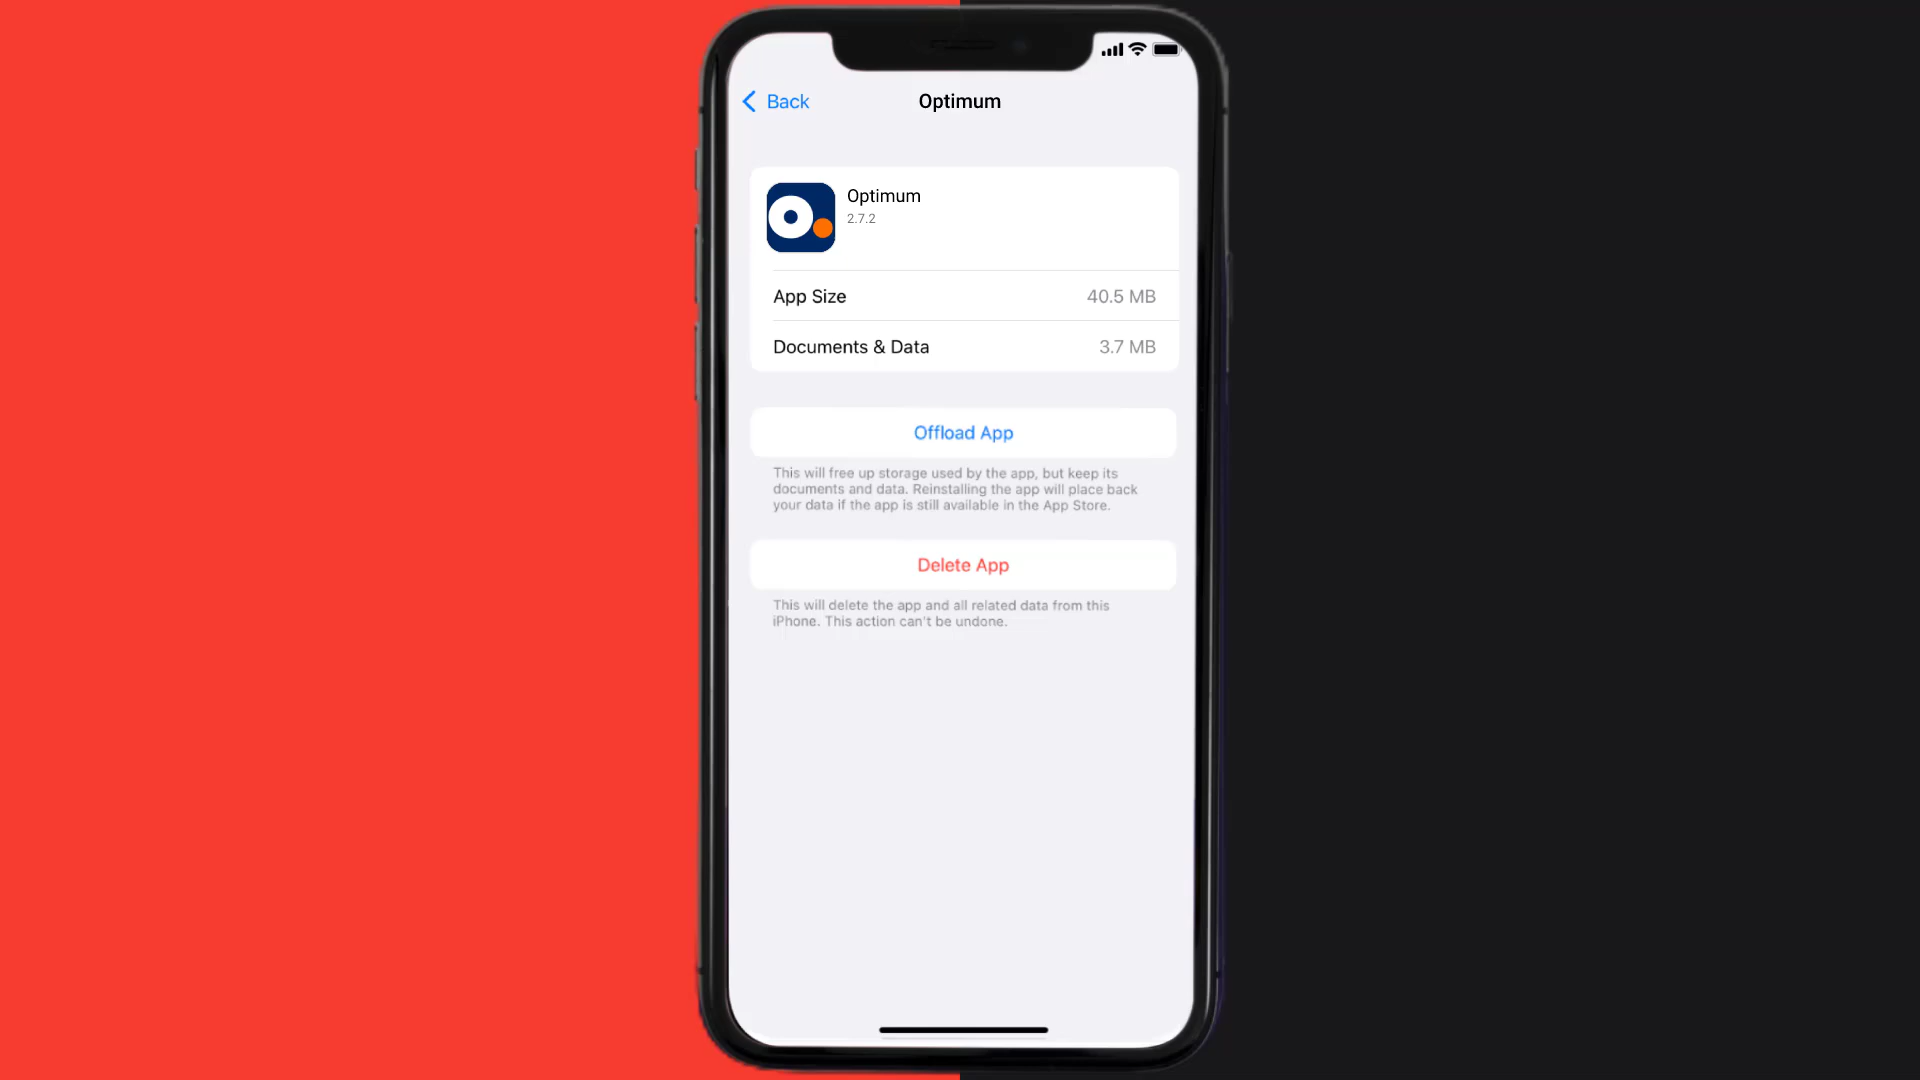 Back
Optimum
Optimum
2.7.2
App Size 40.5 MB
Documents & Data 3.7 MB
Offload App
This will free up storage used by the app, but keep its
documents and data. Reinstalling the app will place back
your data if the app is still available in the App Store.
Delete App
This will delete the app and all related data from this
iPhone. This action can't be undone.